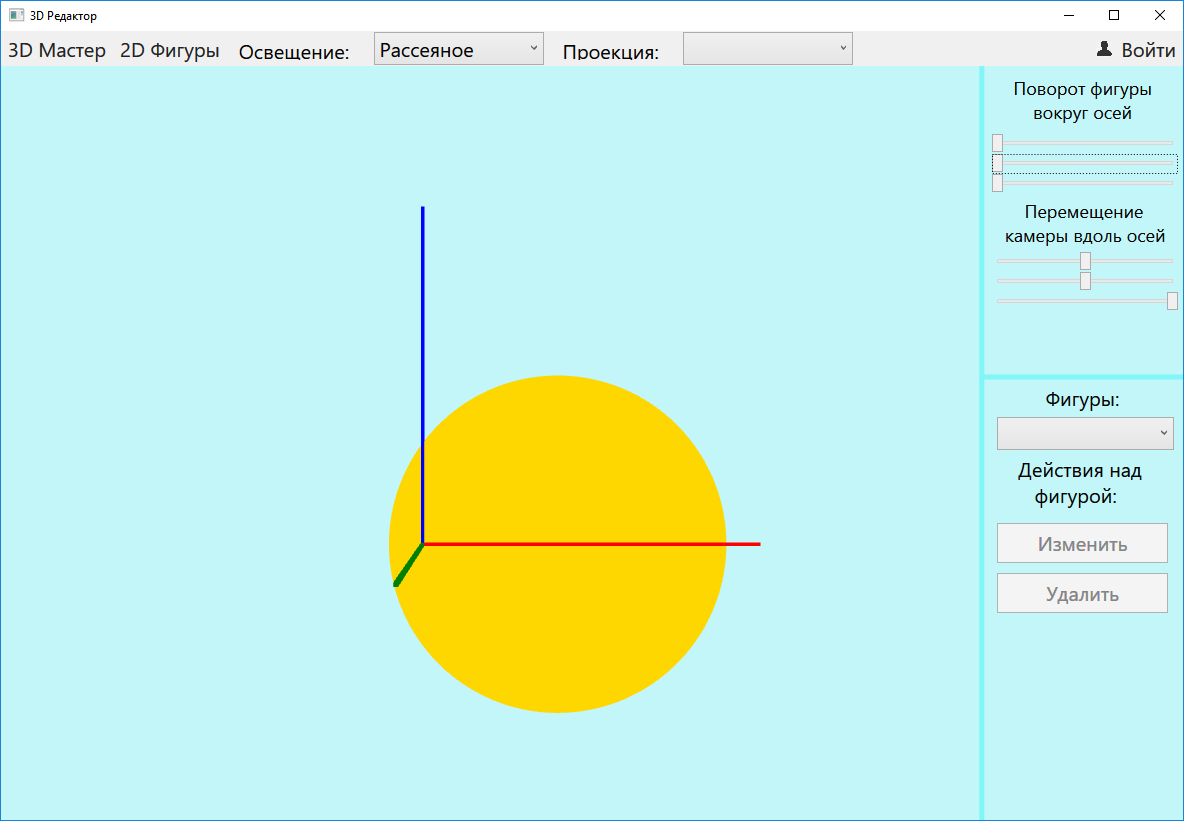 3D Редактор
3D Мастер 2D Фигуры Освещение: Рассеяное Проекция: Войти
Поворот фигуры
вокруг осей
Перемещение
камеры вдоль осей
Фигуры:
Действия над
фигурой:
Изменить
Удалить